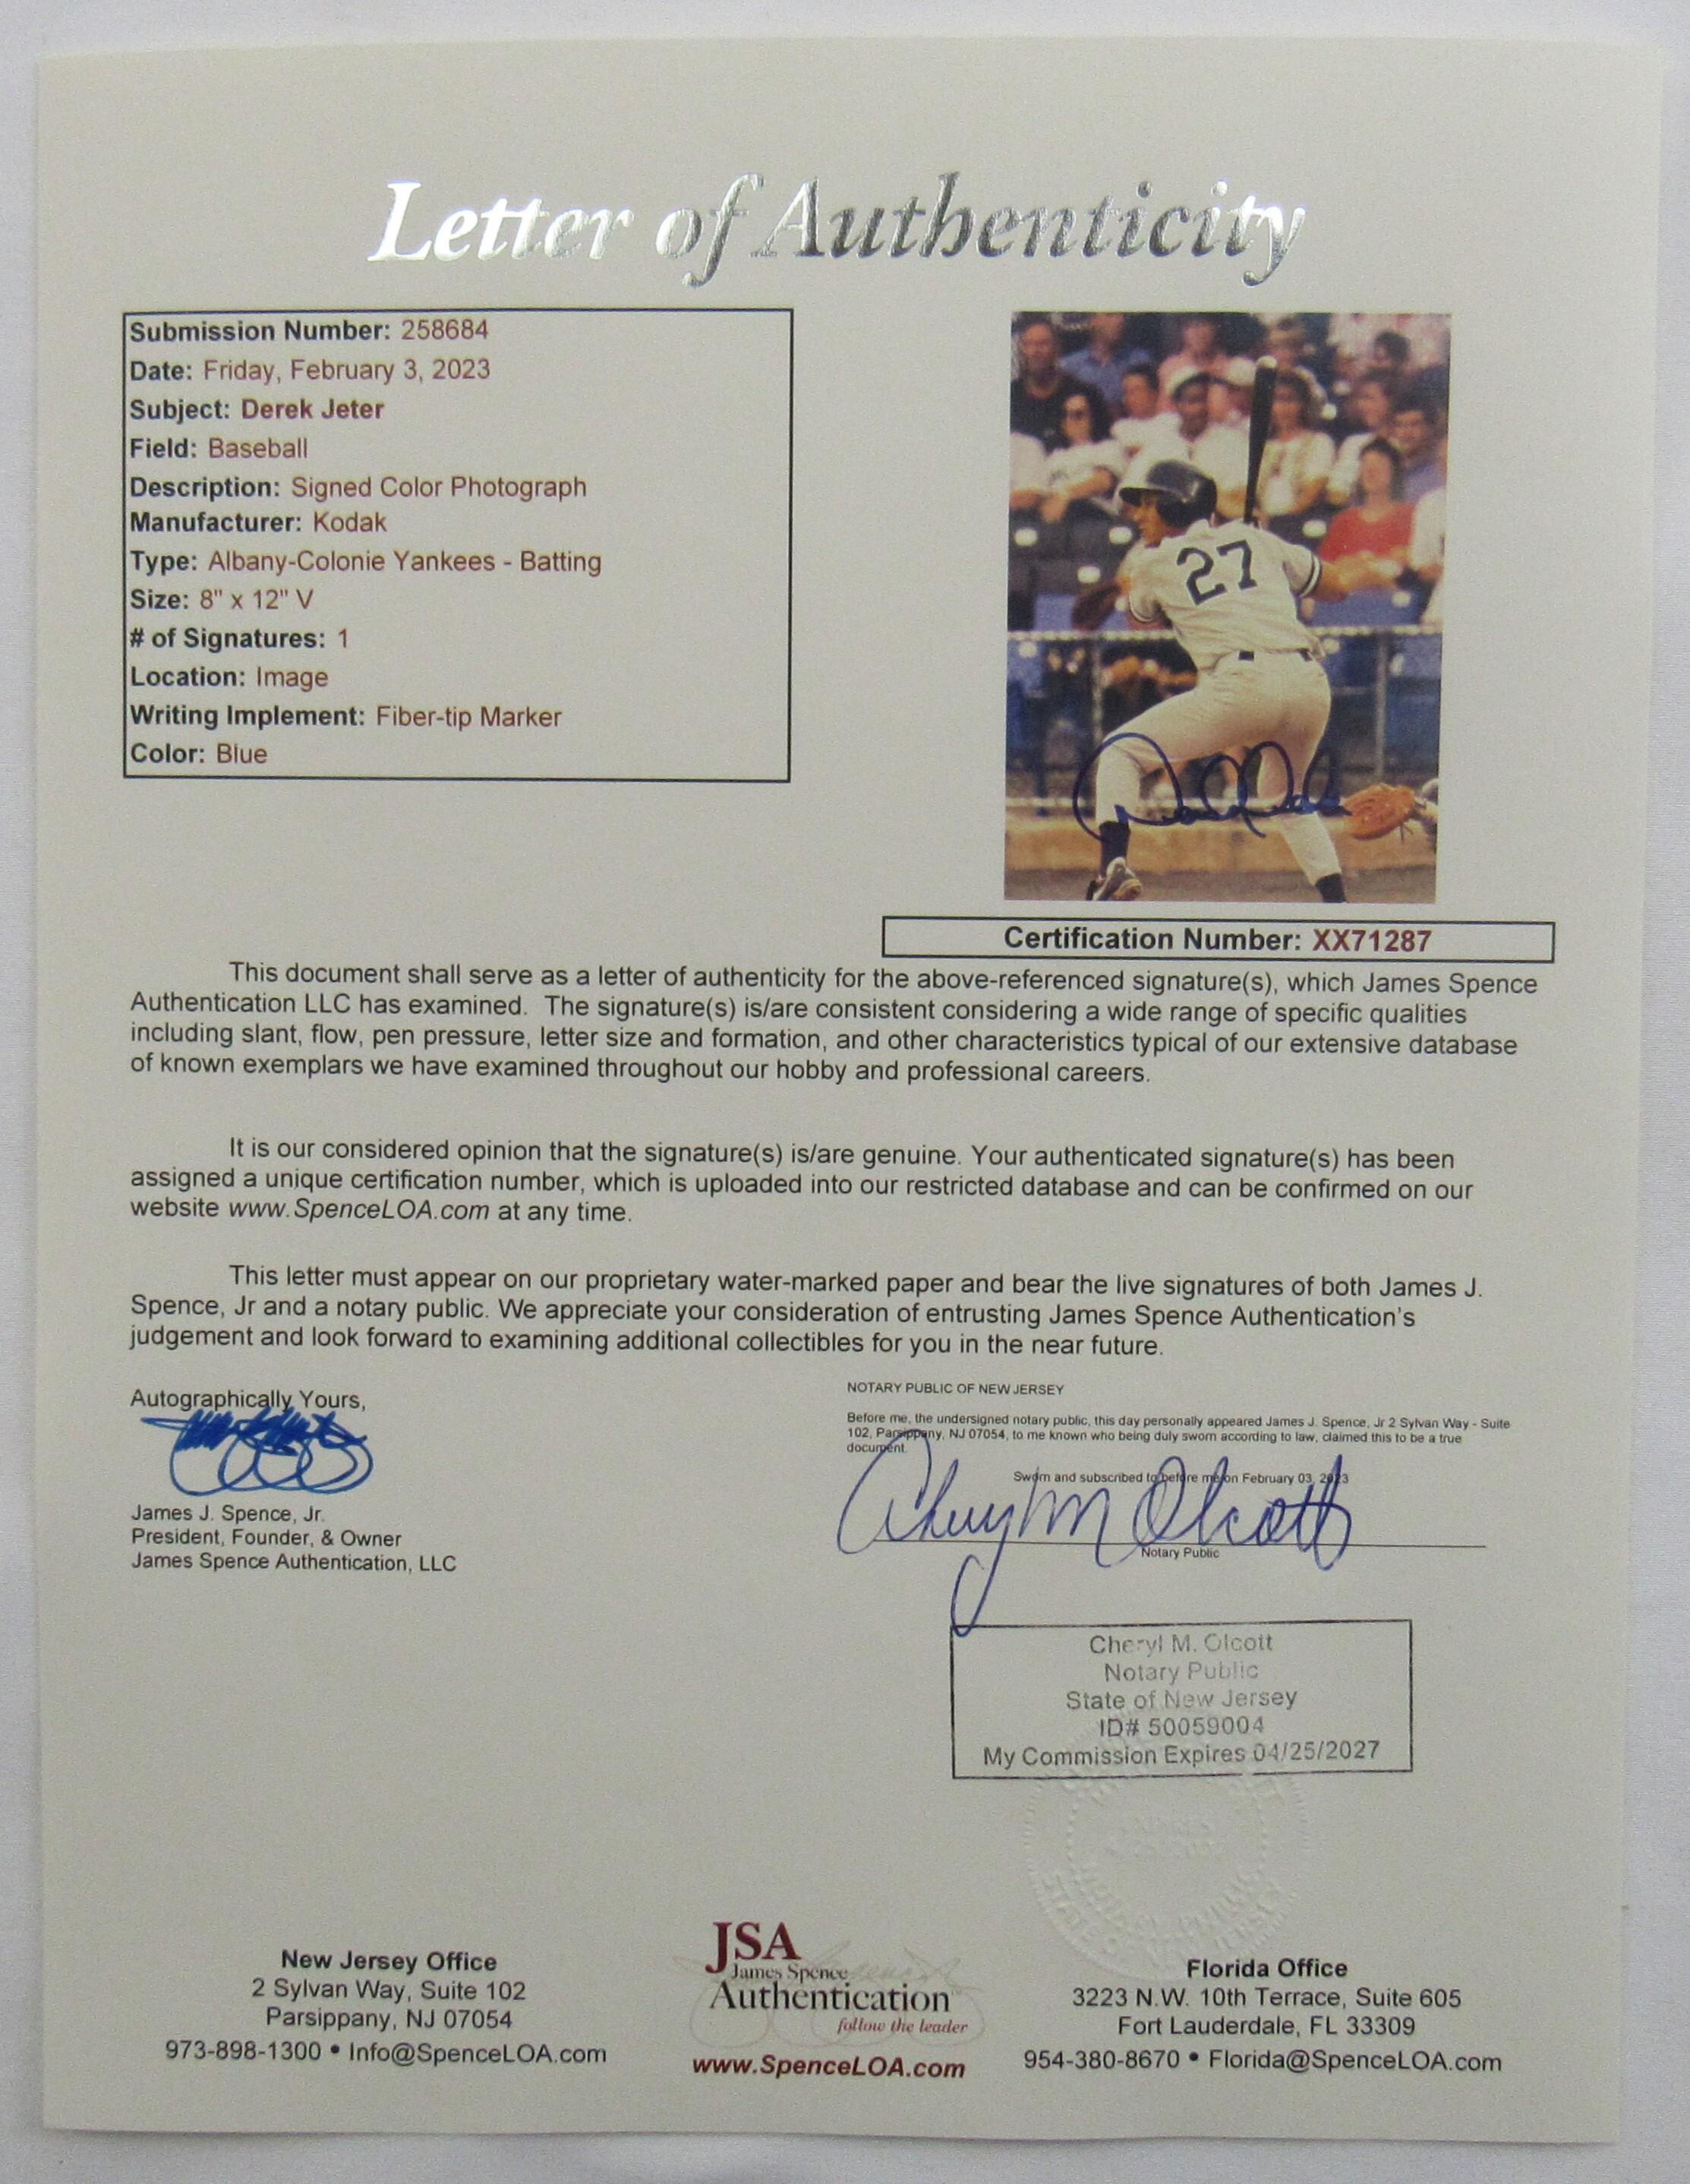 Letter of Authenticity
Submission Number: 258684
Date: Friday, February 3, 2023
Subject: Derek Jeter
Field: Baseball
Description: Signed Color Photograph
Manufacturer: Kodak
Type: Albany-Colonie Yankees - Batting
Size: 8" x 12" V
# of Signatures: 1
Location: Image
Writing Implement: Fiber-tip Marker
Color: Blue
27
Certification Number: XX71287
This document shall serve as a letter of authenticity for the above-referenced signature(s), which James Spence
Authentication LLC has examined. The signature(s) is/are consistent considering a wide range of specific qualities
including slant, flow, pen pressure, letter size and formation, and other characteristics typical of our extensive database
of known exemplars we have examined throughout our hobby and professional careers.
It is our considered opinion that the signature(s) is/are genuine. Your authenticated signature(s) has been
assigned a unique certification number, which is uploaded into our restricted database and can be confirmed on our
website www.SpenceLOA.com at any time.
This letter must appear on our proprietary water-marked paper and bear the live signatures of both James J.
Spence, Jr and a notary public. We appreciate your consideration of entrusting James Spence Authentication's
judgement and look forward to examining additional collectibles for you in the near future.
Autographically Yours,
James J. Spence, Jr.
President, Founder, & Owner
James Spence Authentication, LLC
NOTARY PUBLIC OF NEW JERSEY
Before me, the undersigned notary public, this day personally appeared James J. Spence, Jr 2 Sylvan Way - Suite
102, Parsippany, NJ 07054, to me known who being duly sworn according to law, claimed this to be a true
document.
Sworn and subscribed to before me on February 03, 2023
Cheryl M Olcott
Notary Public
Cheryl M. Olcott
Notary Public
State of New Jersey
ID# 50059004
My Commission Expires 04/25/2027
New Jersey Office
2 Sylvan Way, Suite 102
Parsippany, NJ 07054
973-898-1300 • Info@SpenceLOA.com
JSA
James Spence
Authentication
follow the leader
www.SpenceLOA.com
Florida Office
3223 N.W. 10th Terrace, Suite 605
Fort Lauderdale, FL 33309
954-380-8670 • Florida@SpenceLOA.com